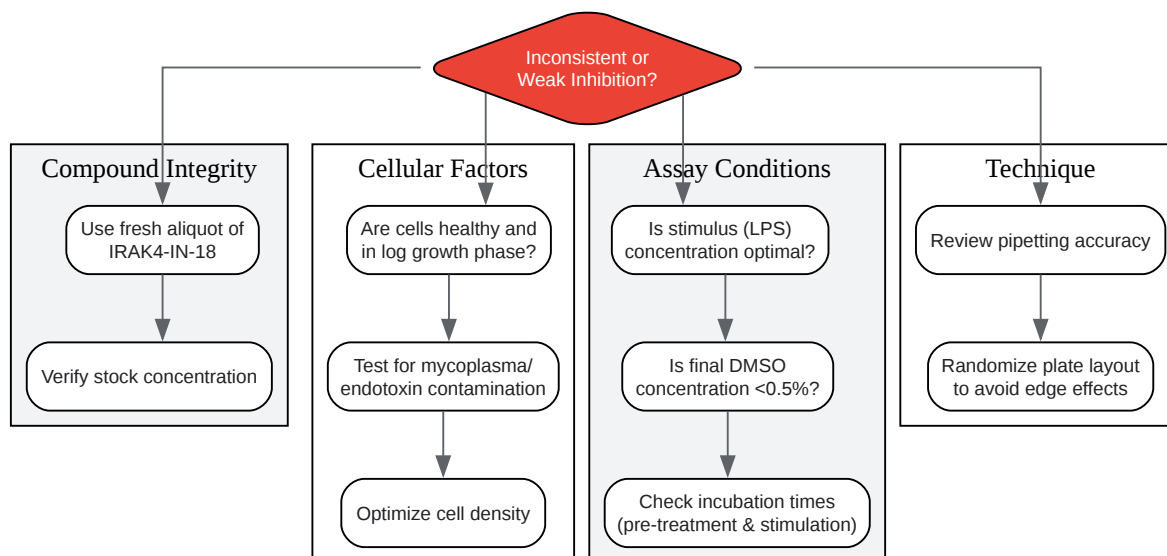 Inconsistent or
Weak Inhibition?
Compound Integrity
Use fresh aliquot of
IRAK4-IN-18
Verify stock concentration
Cellular Factors
Are cells healthy and
in log growth phase?
Test for mycoplasma/
endotoxin contamination
Optimize cell density
Assay Conditions
Is stimulus (LPS)
concentration optimal?
Is final DMSO
concentration <0.5%?
Check incubation times
(pre-treatment & stimulation)
Technique
Review pipetting accuracy
Randomize plate layout
to avoid edge effects